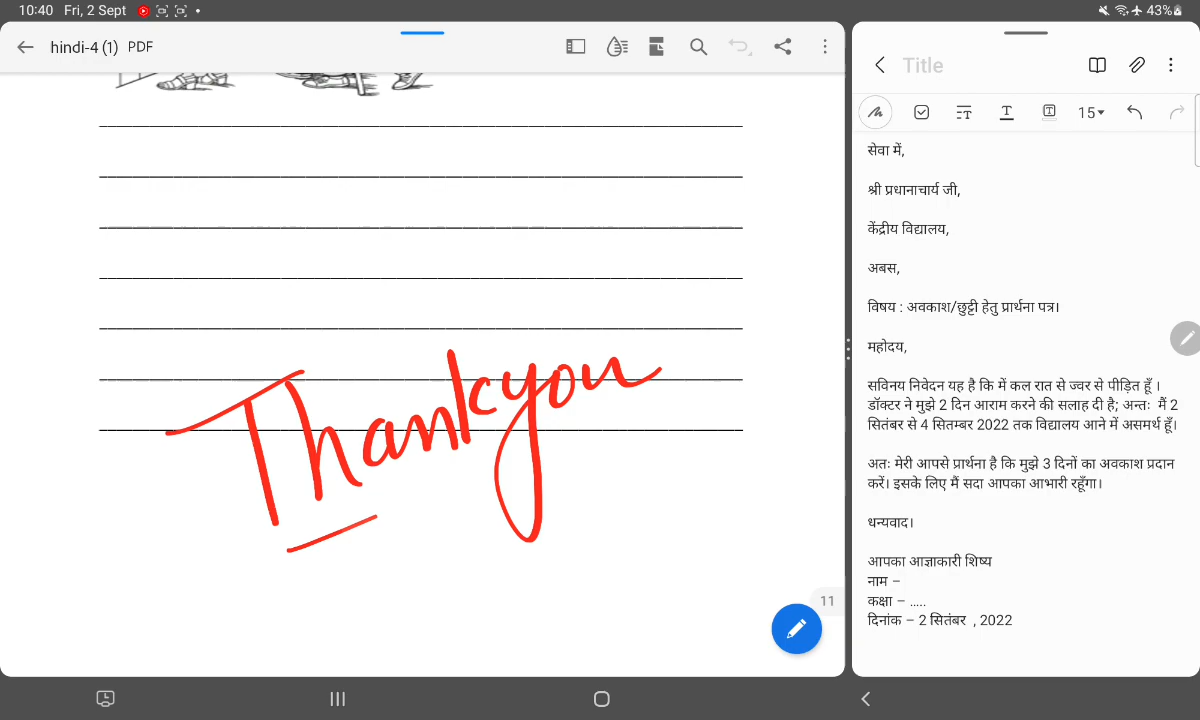 10:40 Fri, 2 Sept
43%
hindi-4 (1) PDF
Thankyou
11
Title
15
सेवा में,
श्री प्रधानाचार्य जी,
केंद्रीय विद्यालय,
अबस,
विषय : अवकाश/छुट्टी हेतु प्रार्थना पत्र।
महोदय,
सविनय निवेदन यह है कि में कल रात से ज्वर से पीड़ित हूँ ।
डॉक्टर ने मुझे 2 दिन आराम करने की सलाह दी है; अन्तः मैं 2
सितंबर से 4 सितम्बर 2022 तक विद्यालय आने में असमर्थ हूँ।
अतः मेरी आपसे प्रार्थना है कि मुझे 3 दिनों का अवकाश प्रदान
करें। इसके लिए मैं सदा आपका आभारी रहूँगा।
धन्यवाद।
आपका आज्ञाकारी शिष्य
नाम –
कक्षा – .....
दिनांक – 2 सितंबर , 2022